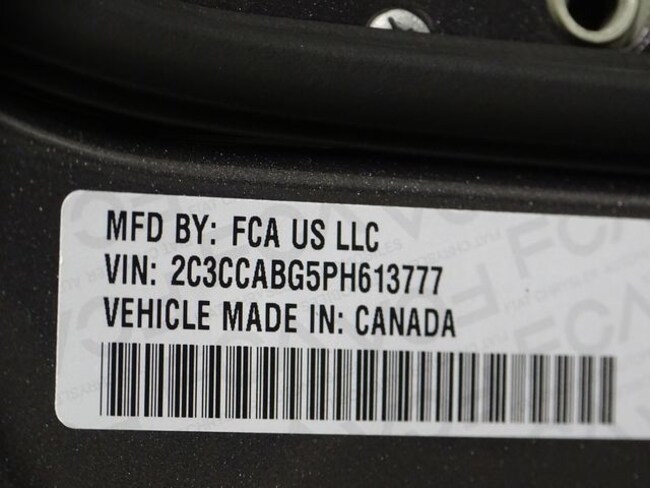 MFD BY: FCA US LLC
VIN: 2C3CCABG5PH613777
VEHICLE MADE IN: CANADA